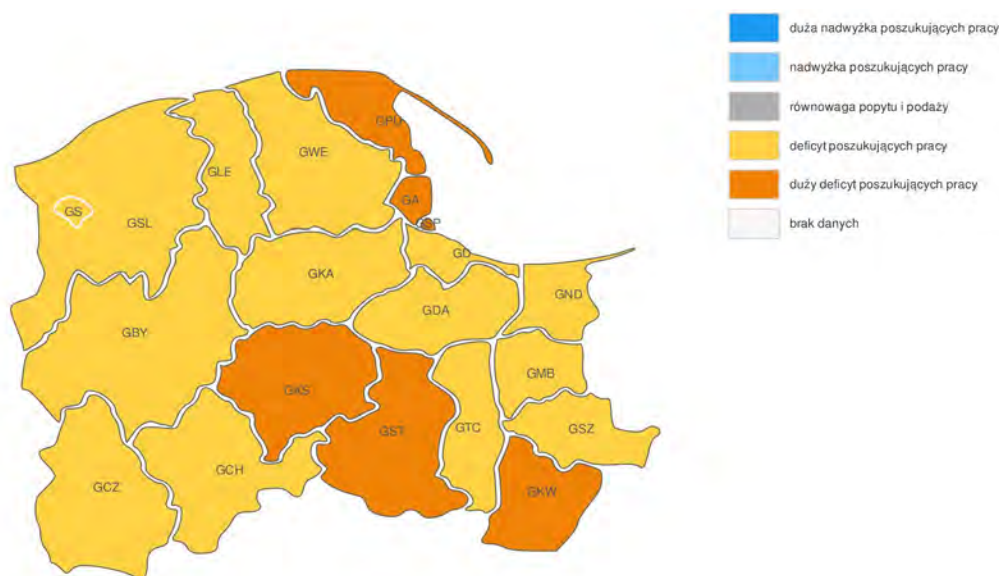 duża nadwyżka poszukujących pracy
nadwyżka poszukujących pracy
równowaga popytu i podaży
deficyt poszukujących pracy
duży deficyt poszukujących pracy
brak danych
GPU
GWE
GLE
GA
GS
GSL
GSP
GD
GKA
GND
GDA
GBY
GMB
GKS
GST
GTC
GSZ
GCH
GCZ
GKW